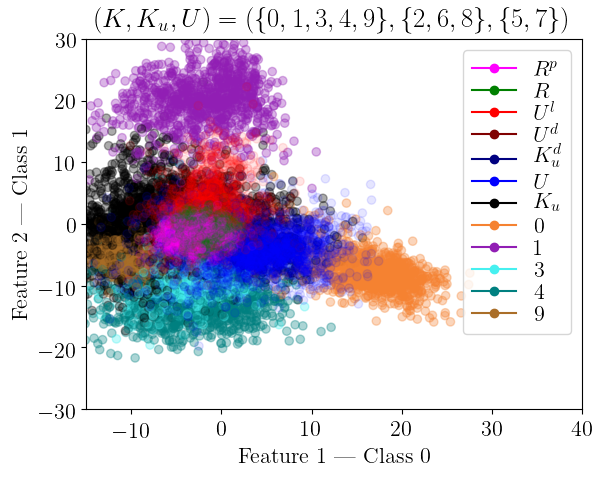 (K, K_u, U) = ({0, 1, 3, 4, 9}, {2, 6, 8}, {5, 7})
30
20
10
0
−10
−20
−30
Feature 2 — Class 1
R^p
R
U^l
U^d
K_u^d
U
K_u
0
1
3
4
9
−10
0
10
20
30
40
Feature 1 — Class 0